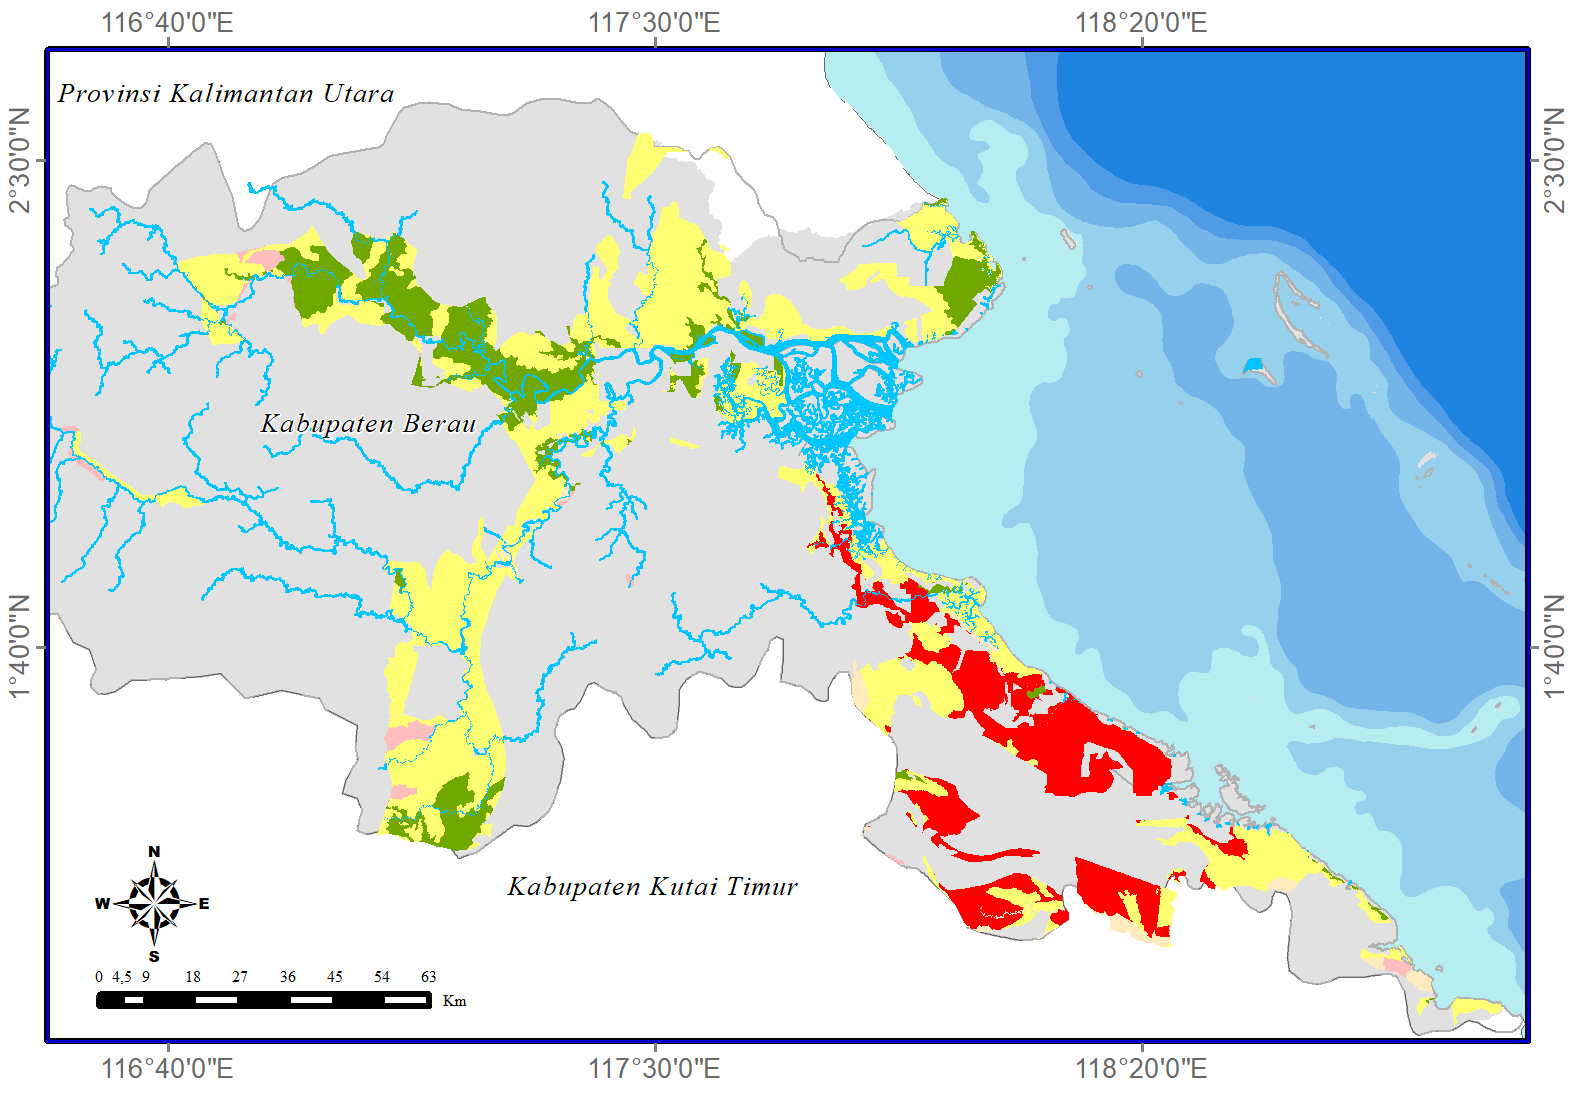 116°40'0"E 117°30'0"E 118°20'0"E
Provinsi Kalimantan Utara
2°30'0"N 2°30'0"N
Kabupaten Berau
1°40'0"N 1°40'0"N
N
Kabupaten Kutai Timur
W E
S
0 4,5 9 18 27 36 45 54 63
Km
116°40'0"E 117°30'0"E 118°20'0"E